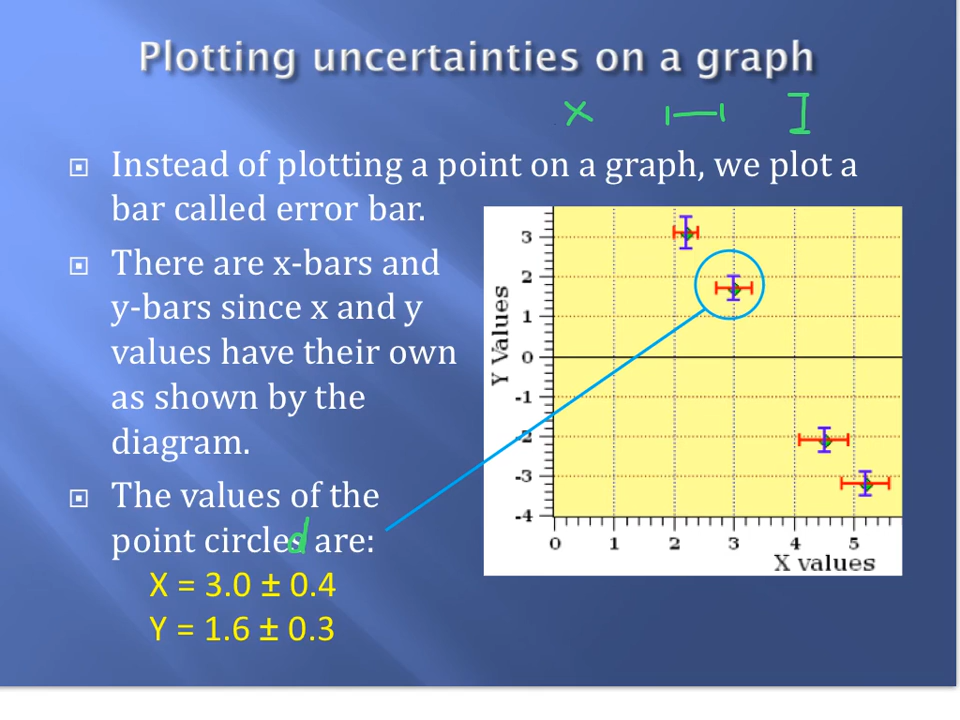 Plotting uncertainties on a graph
x
Instead of plotting a point on a graph, we plot a
bar called error bar.
There are x-bars and
y-bars since x and y
values have their own
as shown by the
diagram.
The values of the
point circled are:
X = 3.0 ± 0.4
Y = 1.6 ± 0.3
Y Values
3
2
1
0
-1
-2
-3
-4
0 1 2 3 4 5
X values